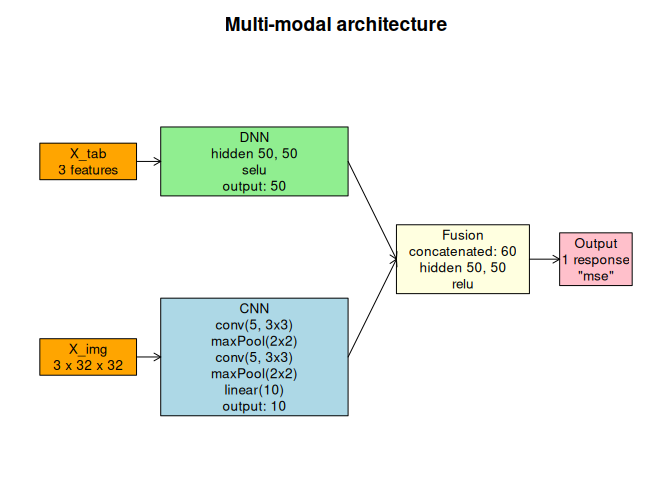 Multi-modal architecture
X_tab
3 features
DNN
hidden 50, 50
selu
output: 50
X_img
3 x 32 x 32
CNN
conv(5, 3x3)
maxPool(2x2)
conv(5, 3x3)
maxPool(2x2)
linear(10)
output: 10
Fusion
concatenated: 60
hidden 50, 50
relu
Output
1 response
"mse"